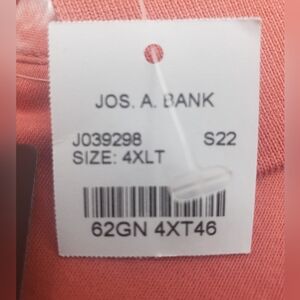 JOS. A. BANK
J039298 S22
SIZE: 4XLT
62GN 4XT46